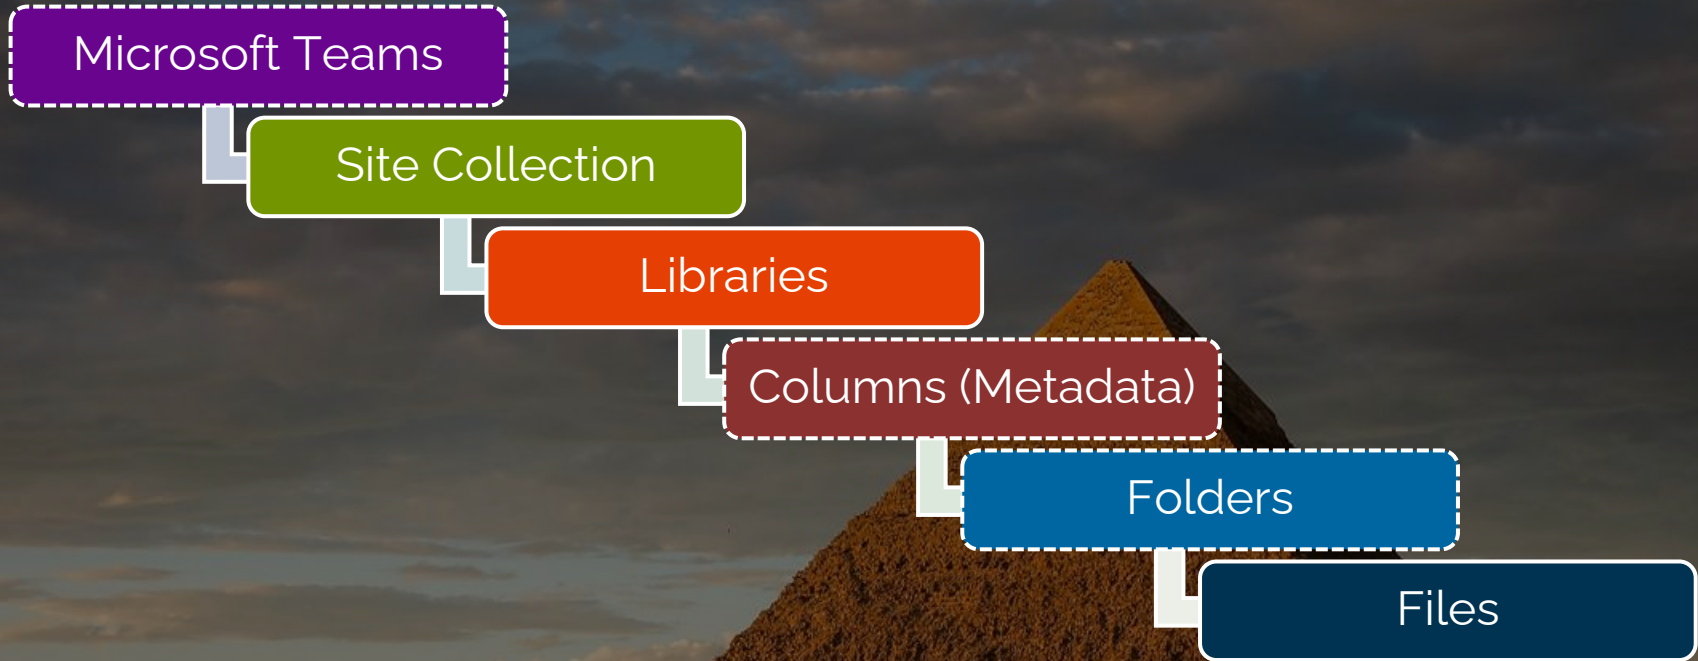 Microsoft Teams
Site Collection
Libraries
Columns (Metadata)
Folders
Files